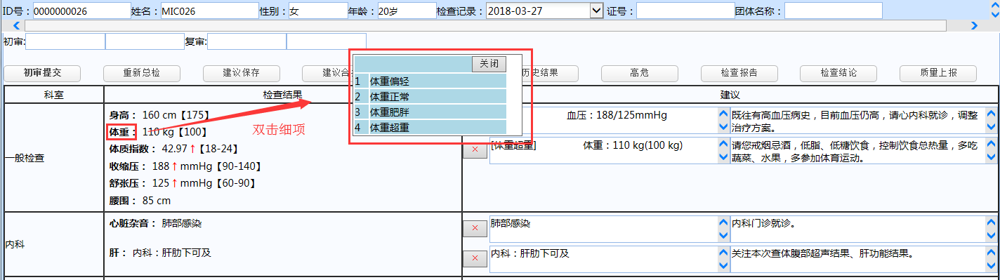 ID号：0000000026 姓名：MIC026 性别：女 年龄：20岁 检查记录：2018-03-27 证号： 团体名称：
初审: 复审:
初审提交 重新总检 建议保存 建议合 历史结果 高危 检查报告 检查结论 质量上报
关闭
1 体重偏轻
2 体重正常
3 体重肥胖
4 体重超重
双击细项
科室 检查结果 建议
一般检查
身高： 160 cm【175】
体重： 110 kg【100】
体质指数： 42.97↑【18-24】
收缩压： 188↑mmHg【90-140】
舒张压： 125↑mmHg【60-90】
腰围： 85 cm
血压：188/125mmHg
既往有高血压病史，目前血压仍高，请心内科就诊，调整
治疗方案。
× [体重超重] 体重：110 kg(100 kg)
请您戒烟忌酒，低脂、低糖饮食，控制饮食总热量，多吃
蔬菜、水果，多参加体育运动。
内科
心脏杂音： 肺部感染
× 肺部感染
内科门诊就诊。
肝： 内科：肝肋下可及
× 内科：肝肋下可及
关注本次查体腹部超声结果、肝功能结果。